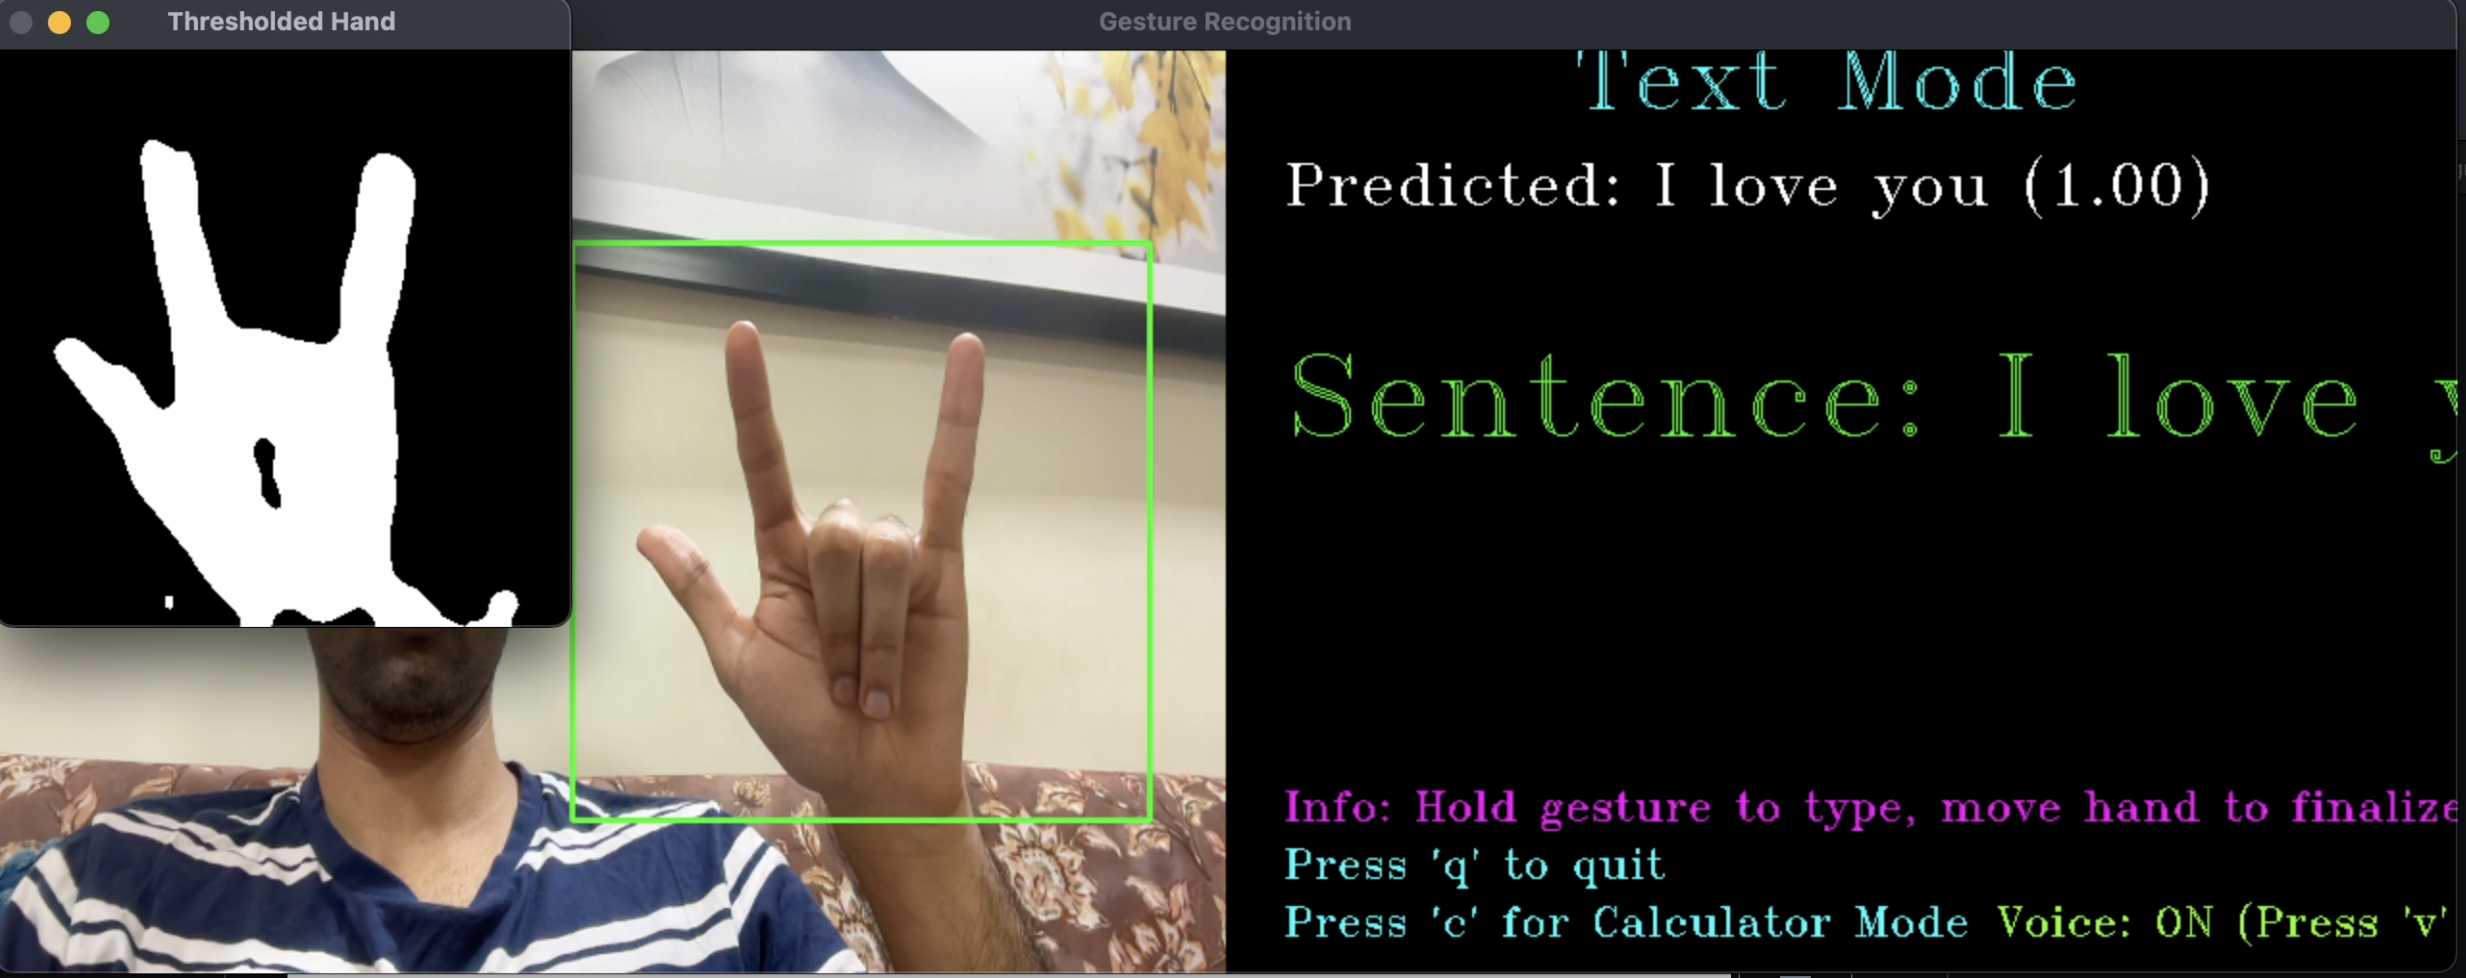 Thresholded Hand
Gesture Recognition
Text Mode
Predicted: I love you (1.00)
Sentence: I love y
Info: Hold gesture to type, move hand to finalize
Press 'q' to quit
Press 'c' for Calculator Mode Voice: ON (Press 'v'